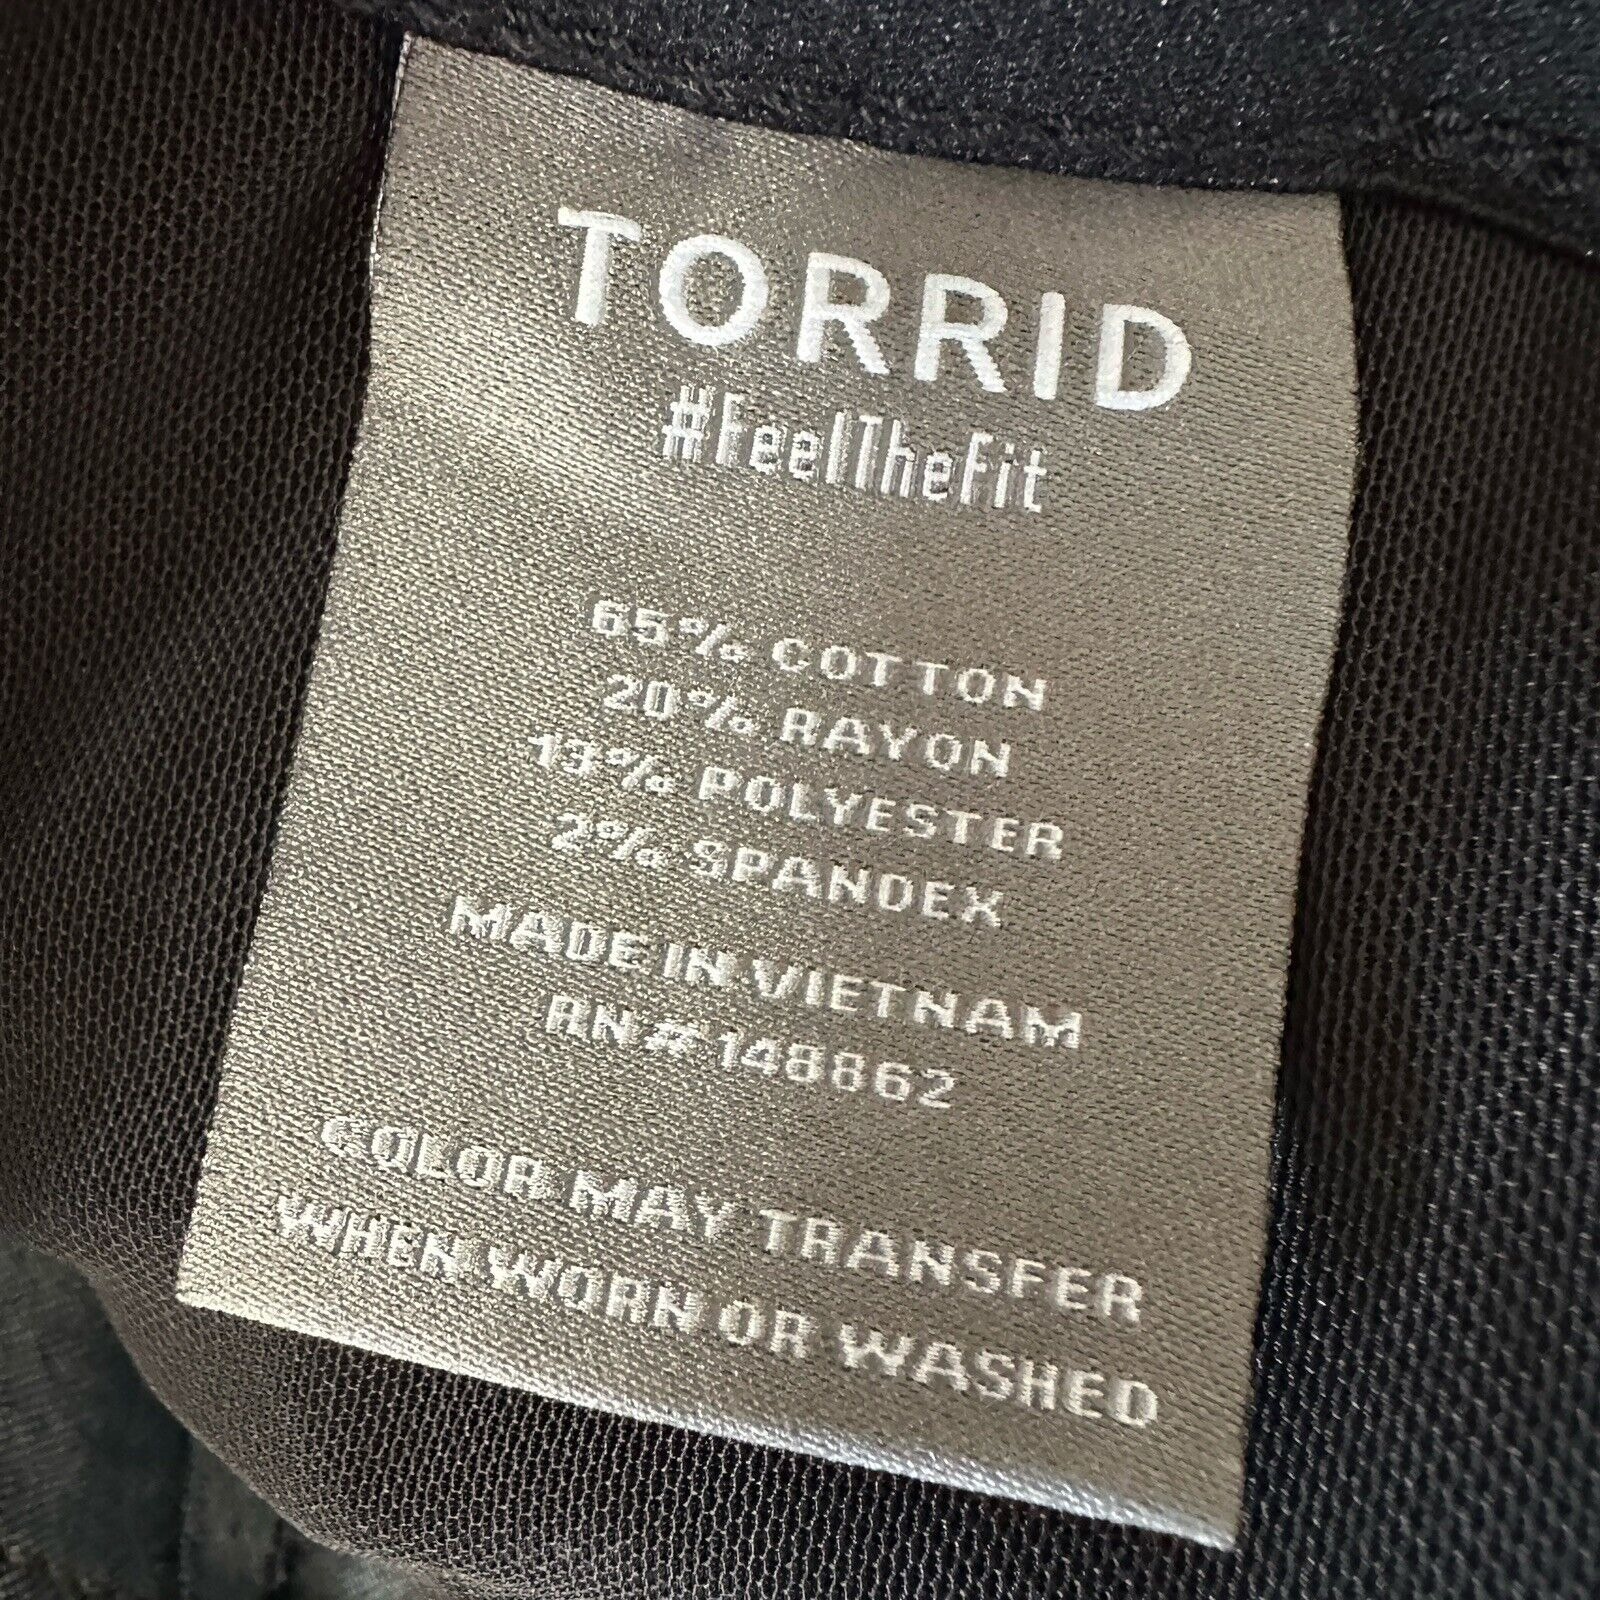 TORRID
#FeelTheFit
65% COTTON
20% RAYON
13% POLYESTER
2% SPANDEX
MADE IN VIETNAM
RN # 148862
COLOR MAY TRANSFER
WHEN WORN OR WASHED